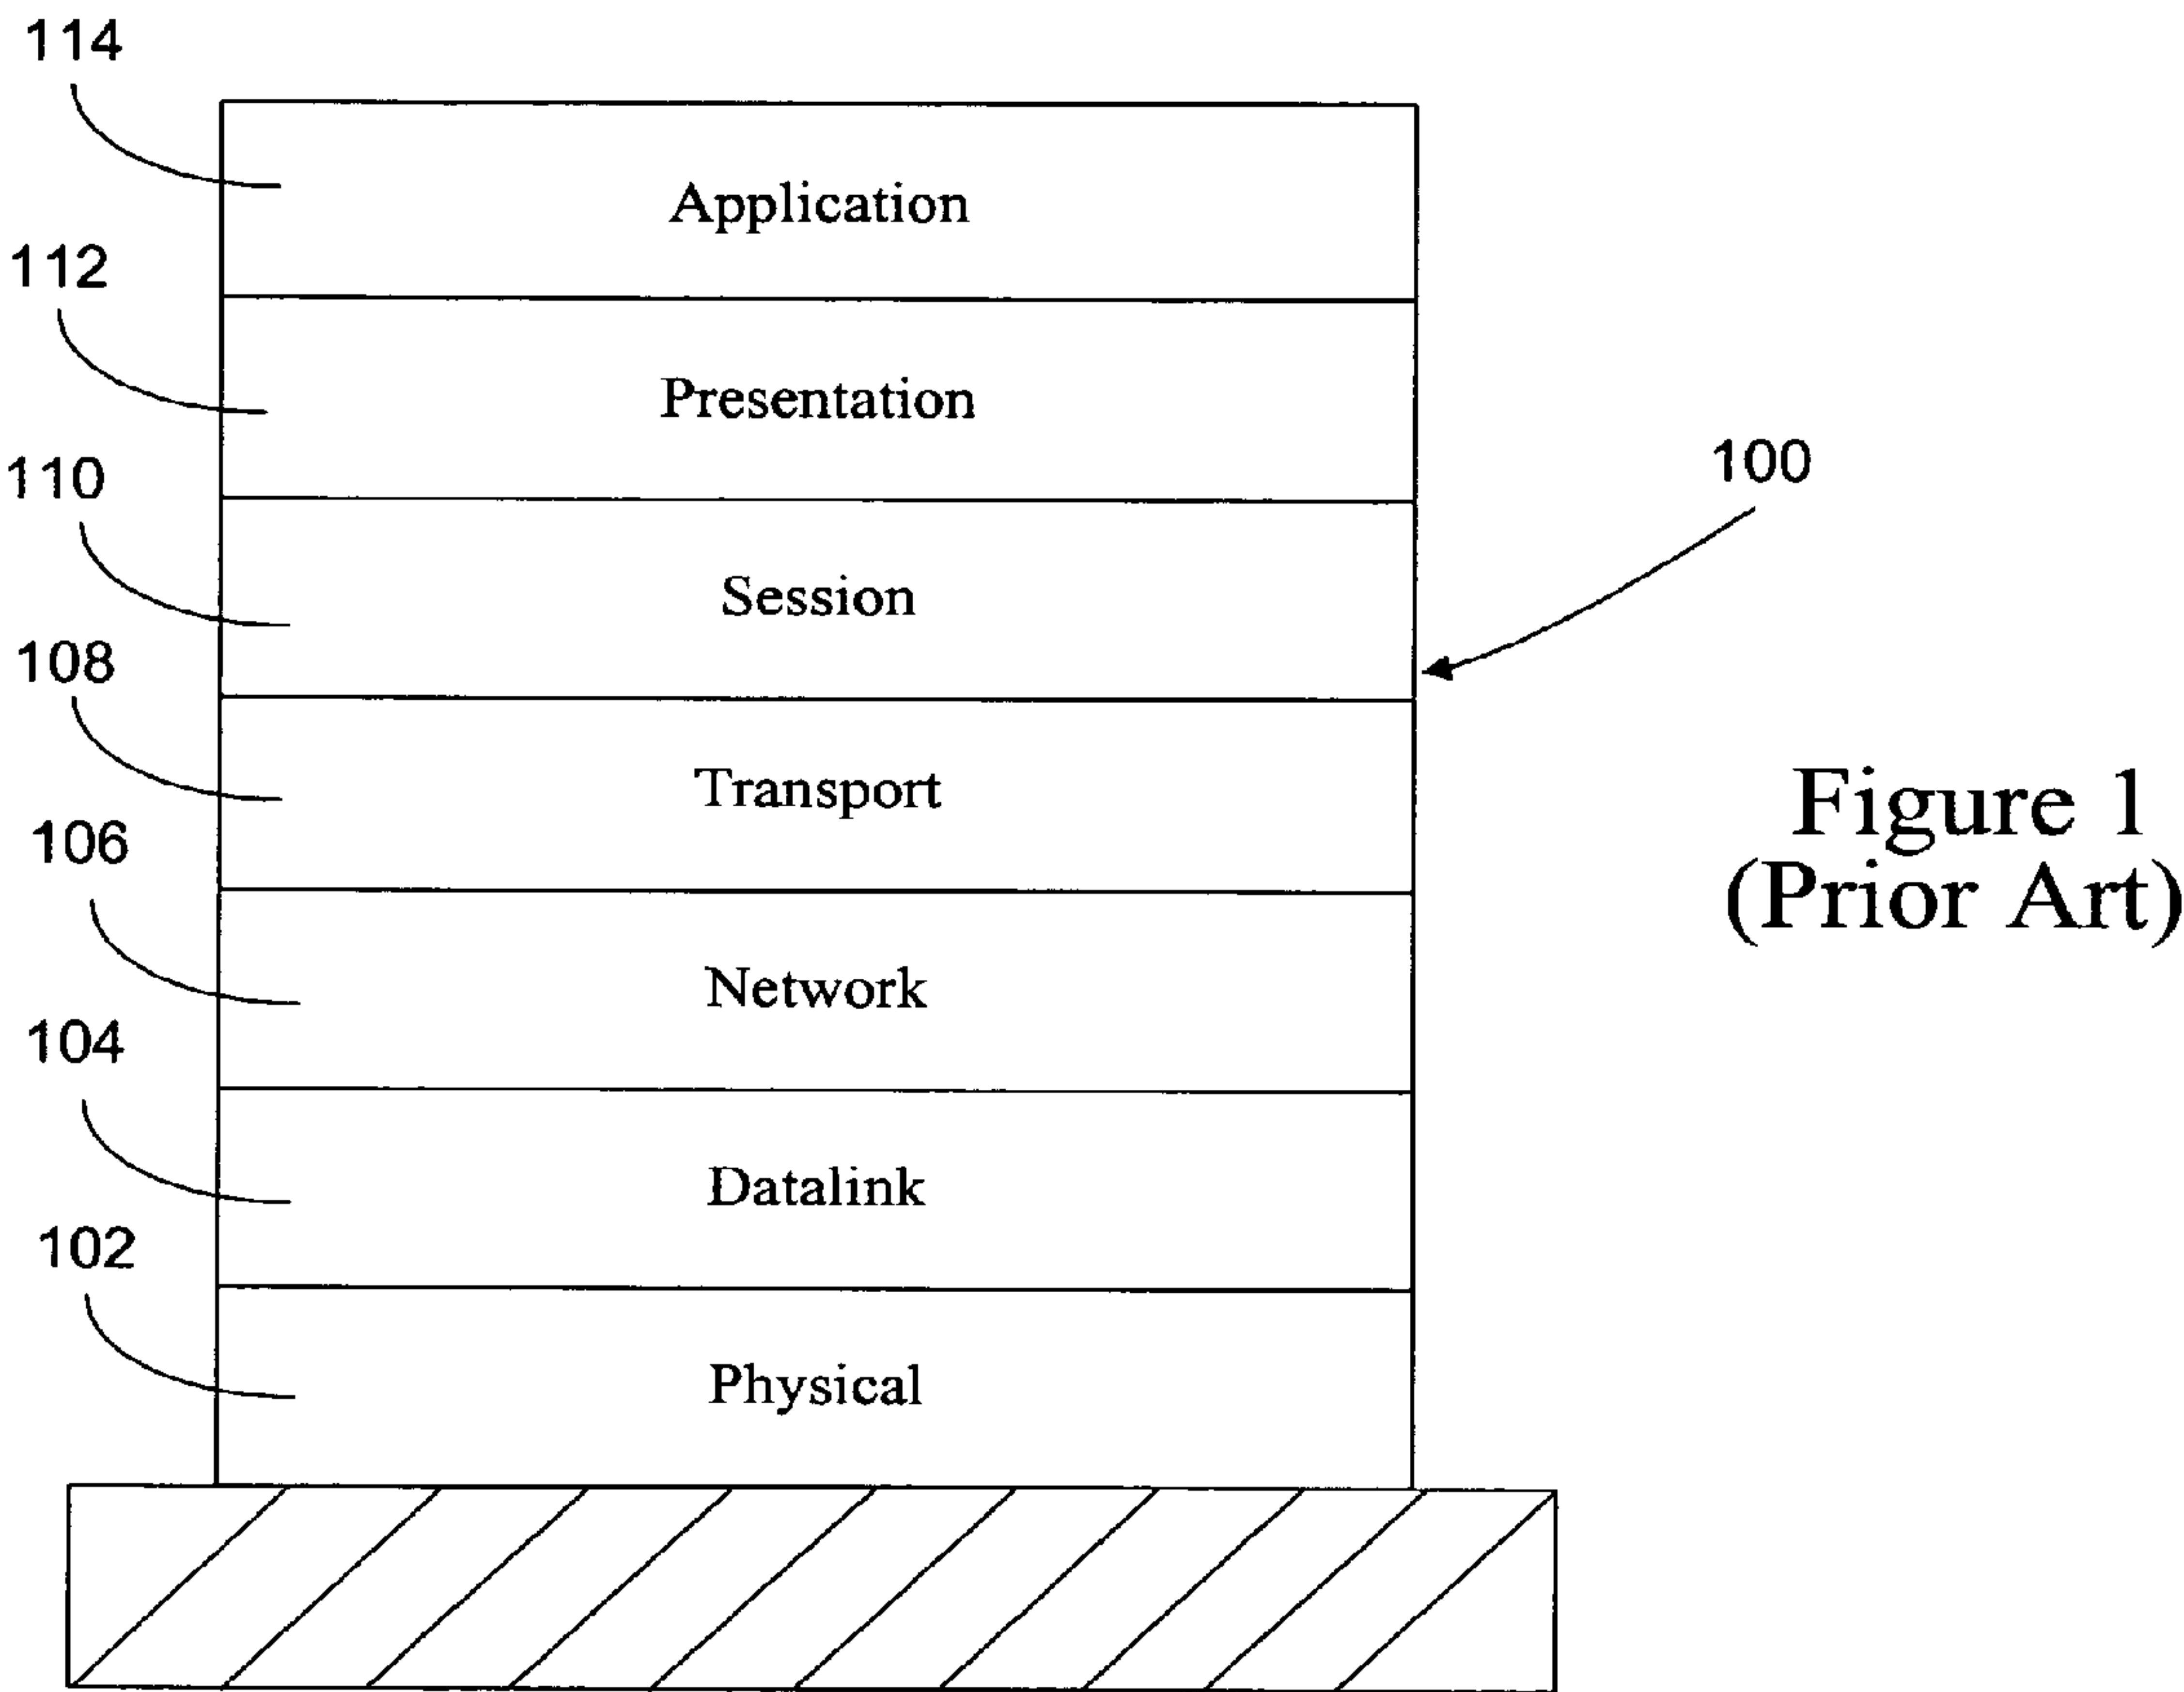 114
Application
112
Presentation
110
Session
100
108
Transport
Figure 1
(Prior Art)
106
Network
104
Datalink
102
Physical